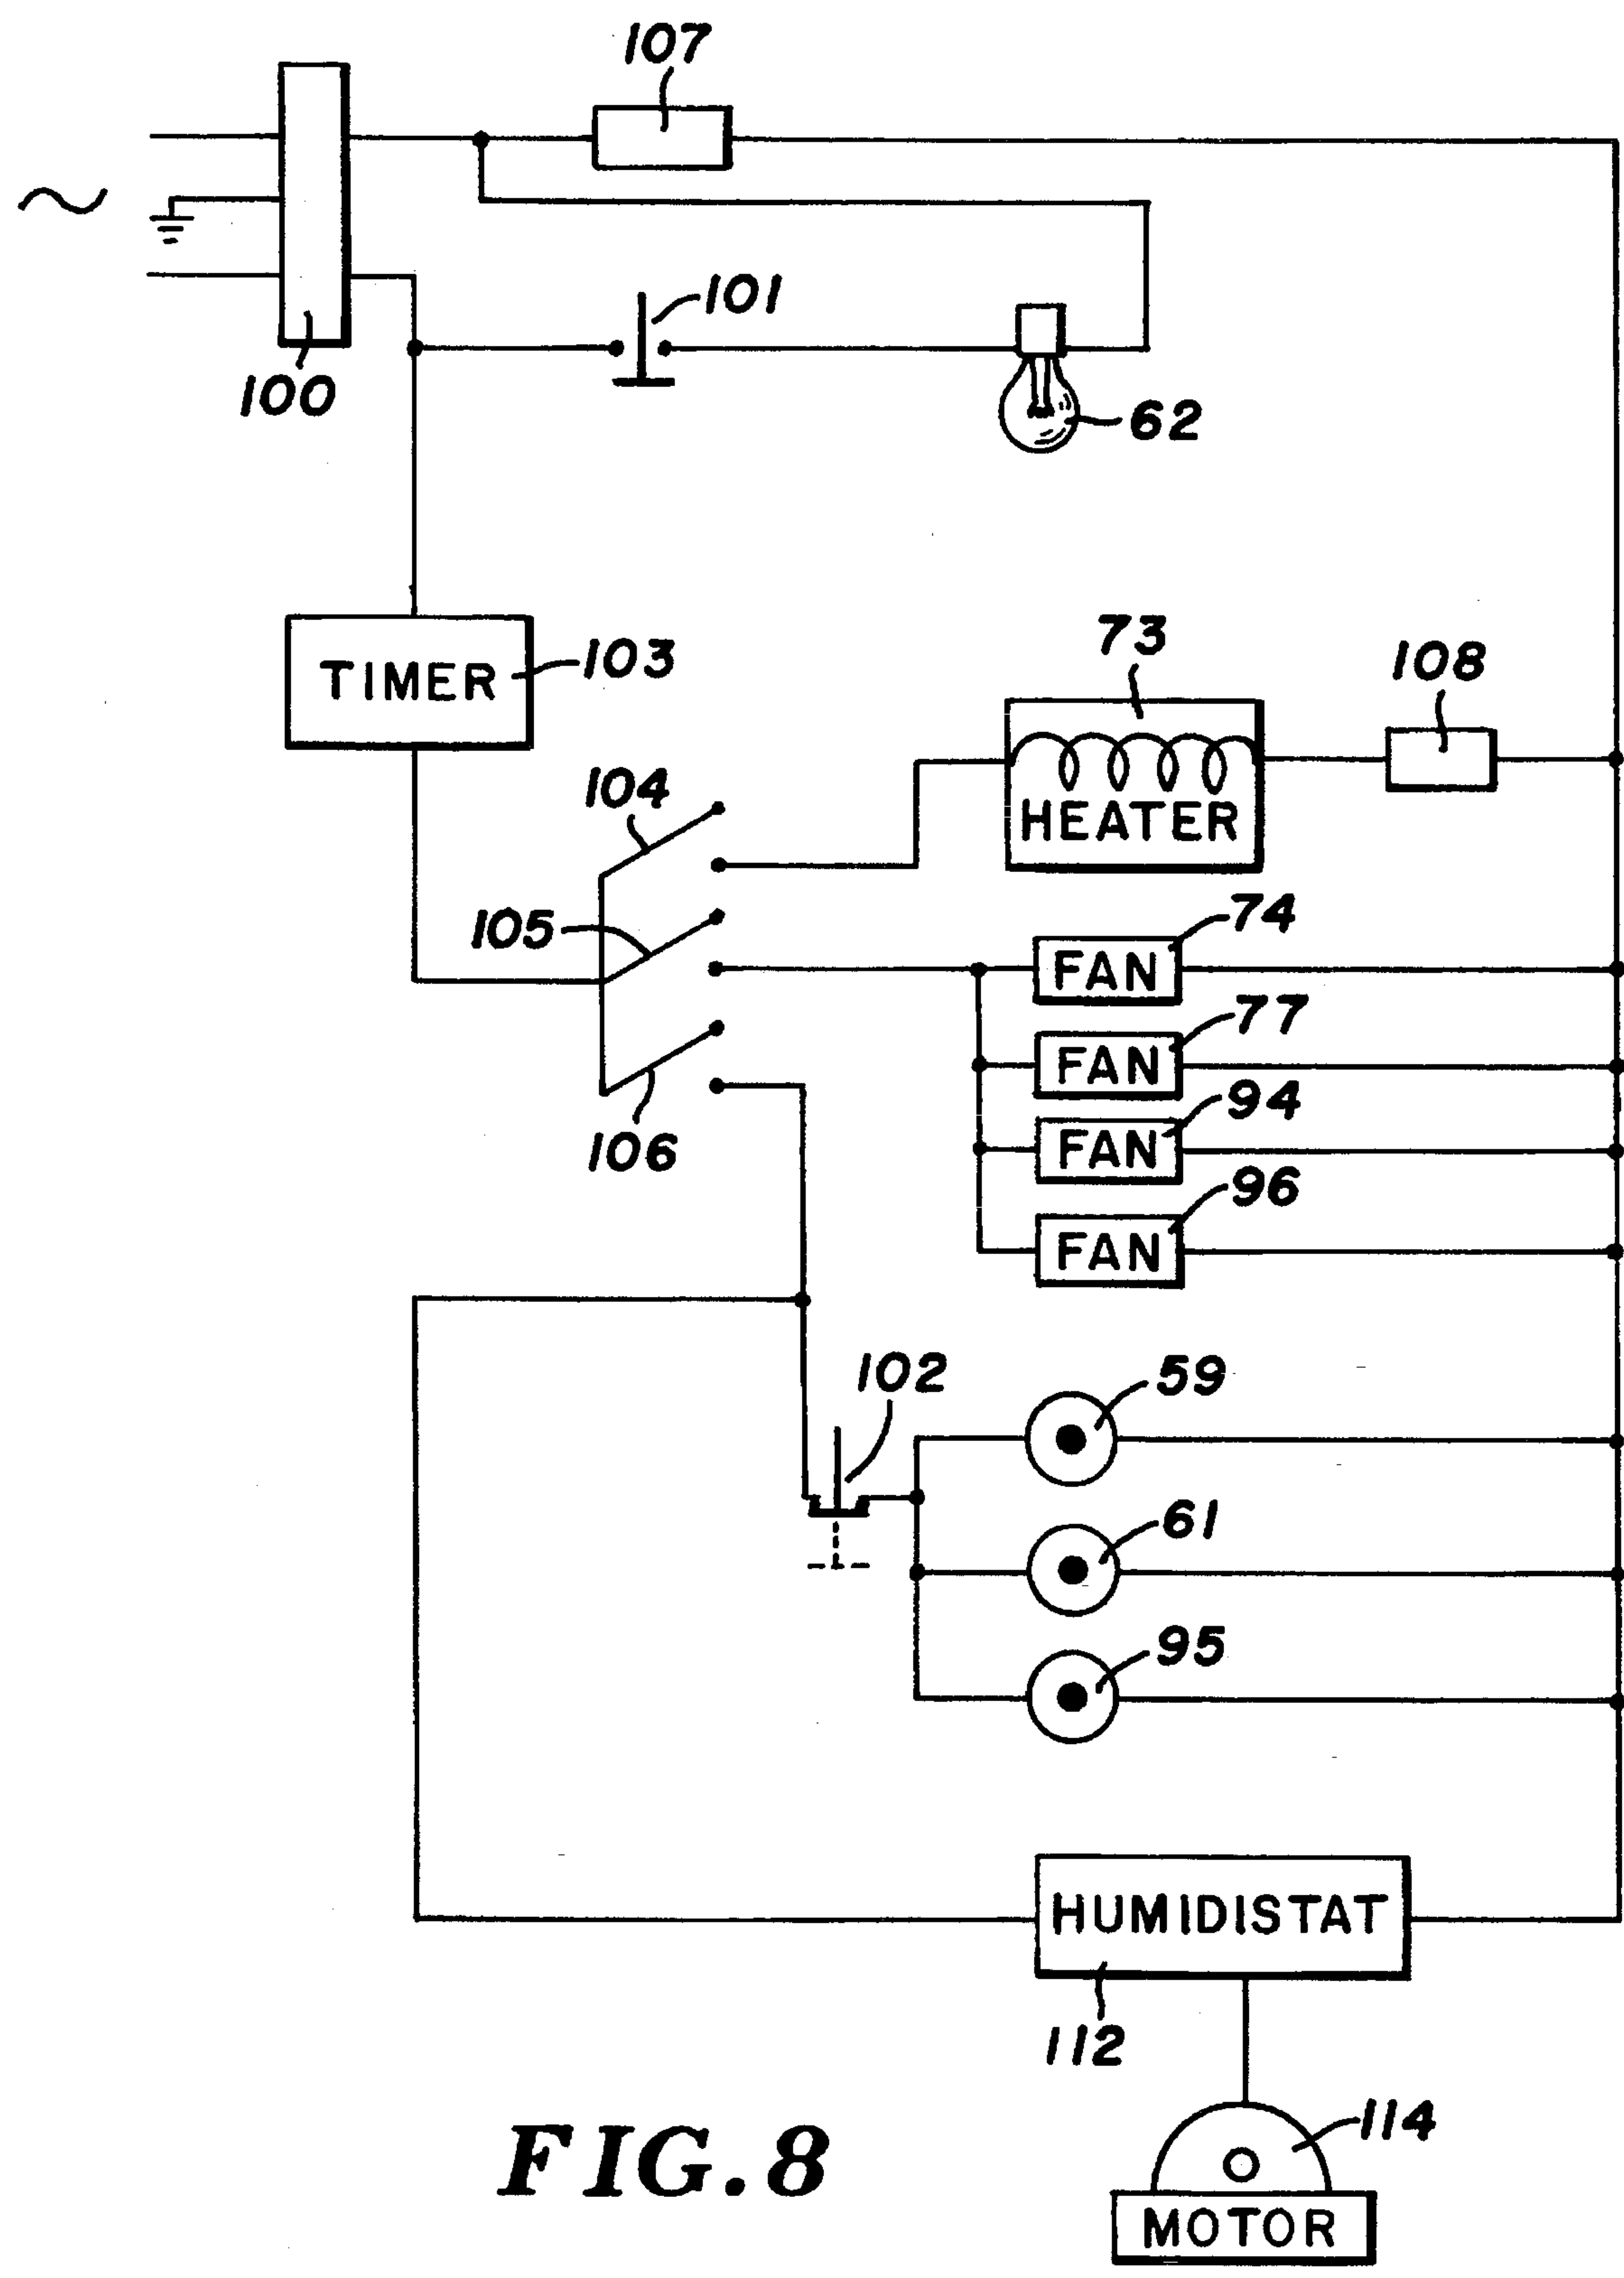 107
101
100
62
TIMER
103
73
108
104
HEATER
105
74
FAN
77
FAN
94
FAN
106
96
FAN
102
59
61
95
HUMIDISTAT
112
114
FIG. 8
MOTOR